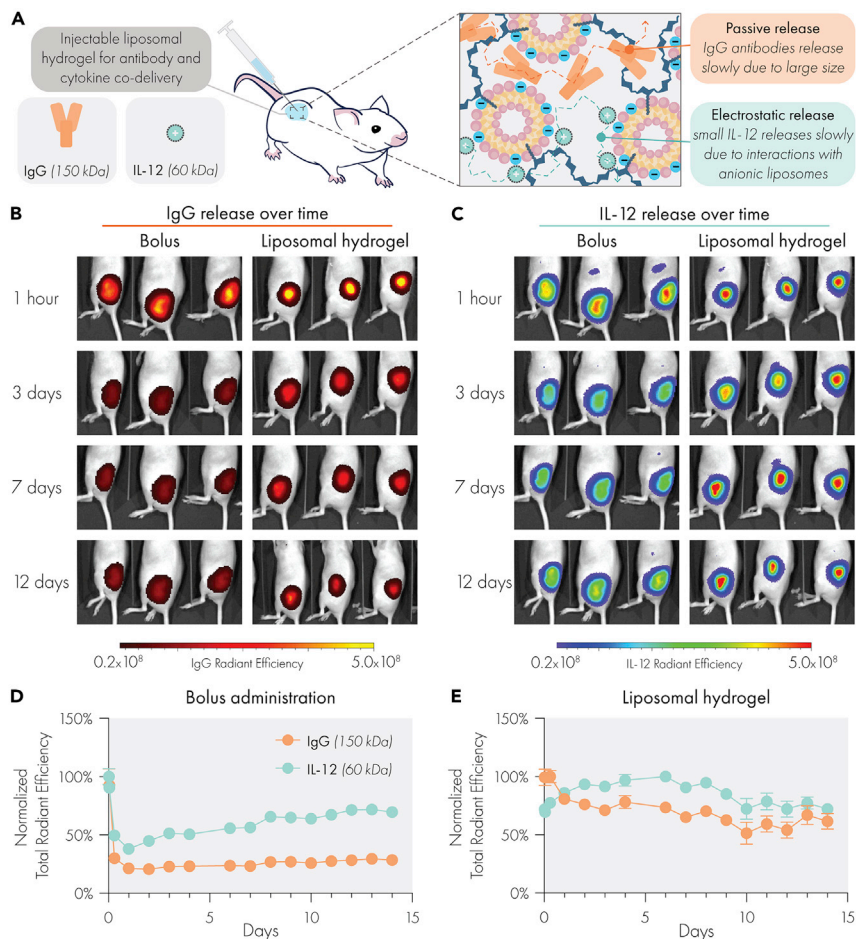 A
Injectable liposomal
hydrogel for antibody and
cytokine co-delivery
IgG (150 kDa)
IL-12 (60 kDa)
Passive release
IgG antibodies release
slowly due to large size
Electrostatic release
small IL-12 releases slowly
due to interactions with
anionic liposomes
B
IgG release over time
Bolus
Liposomal hydrogel
1 hour
3 days
7 days
12 days
0.2x10⁸
IgG Radiant Efficiency
5.0x10⁸
C
IL-12 release over time
Bolus
Liposomal hydrogel
1 hour
3 days
7 days
12 days
0.2x10⁸
IL-12 Radiant Efficiency
5.0x10⁸
D
Bolus administration
Normalized
Total Radiant Efficiency
150%
100%
50%
0%
IgG (150 kDa)
IL-12 (60 kDa)
0
5
10
15
Days
E
Liposomal hydrogel
Normalized
Total Radiant Efficiency
150%
100%
50%
0%
0
5
10
15
Days